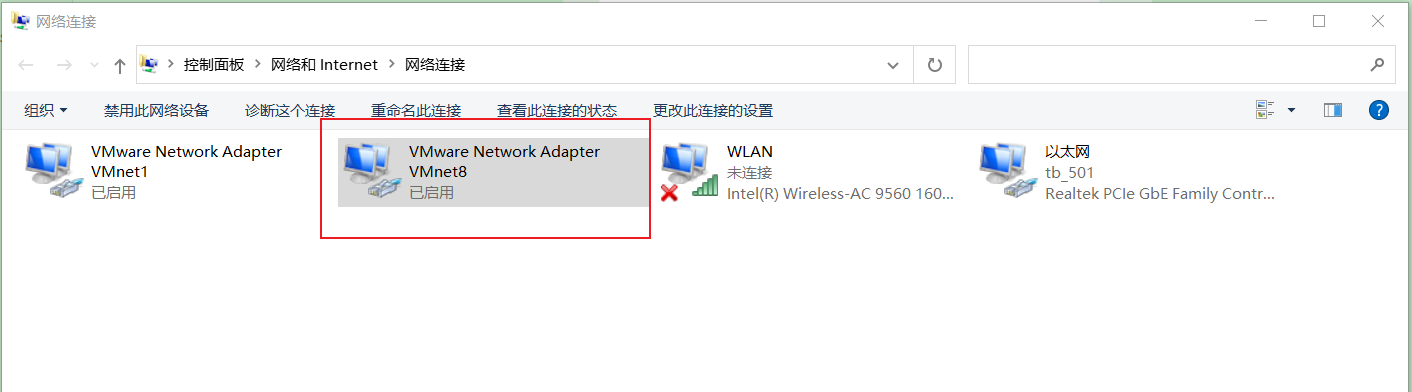 网络连接
控制面板 网络和 Internet 网络连接
组织 禁用此网络设备 诊断这个连接 重命名此连接 查看此连接的状态 更改此连接的设置
VMware Network Adapter
VMnet1
已启用
VMware Network Adapter
VMnet8
已启用
WLAN
未连接
Intel(R) Wireless-AC 9560 160...
以太网
tb_501
Realtek PCIe GbE Family Contr...